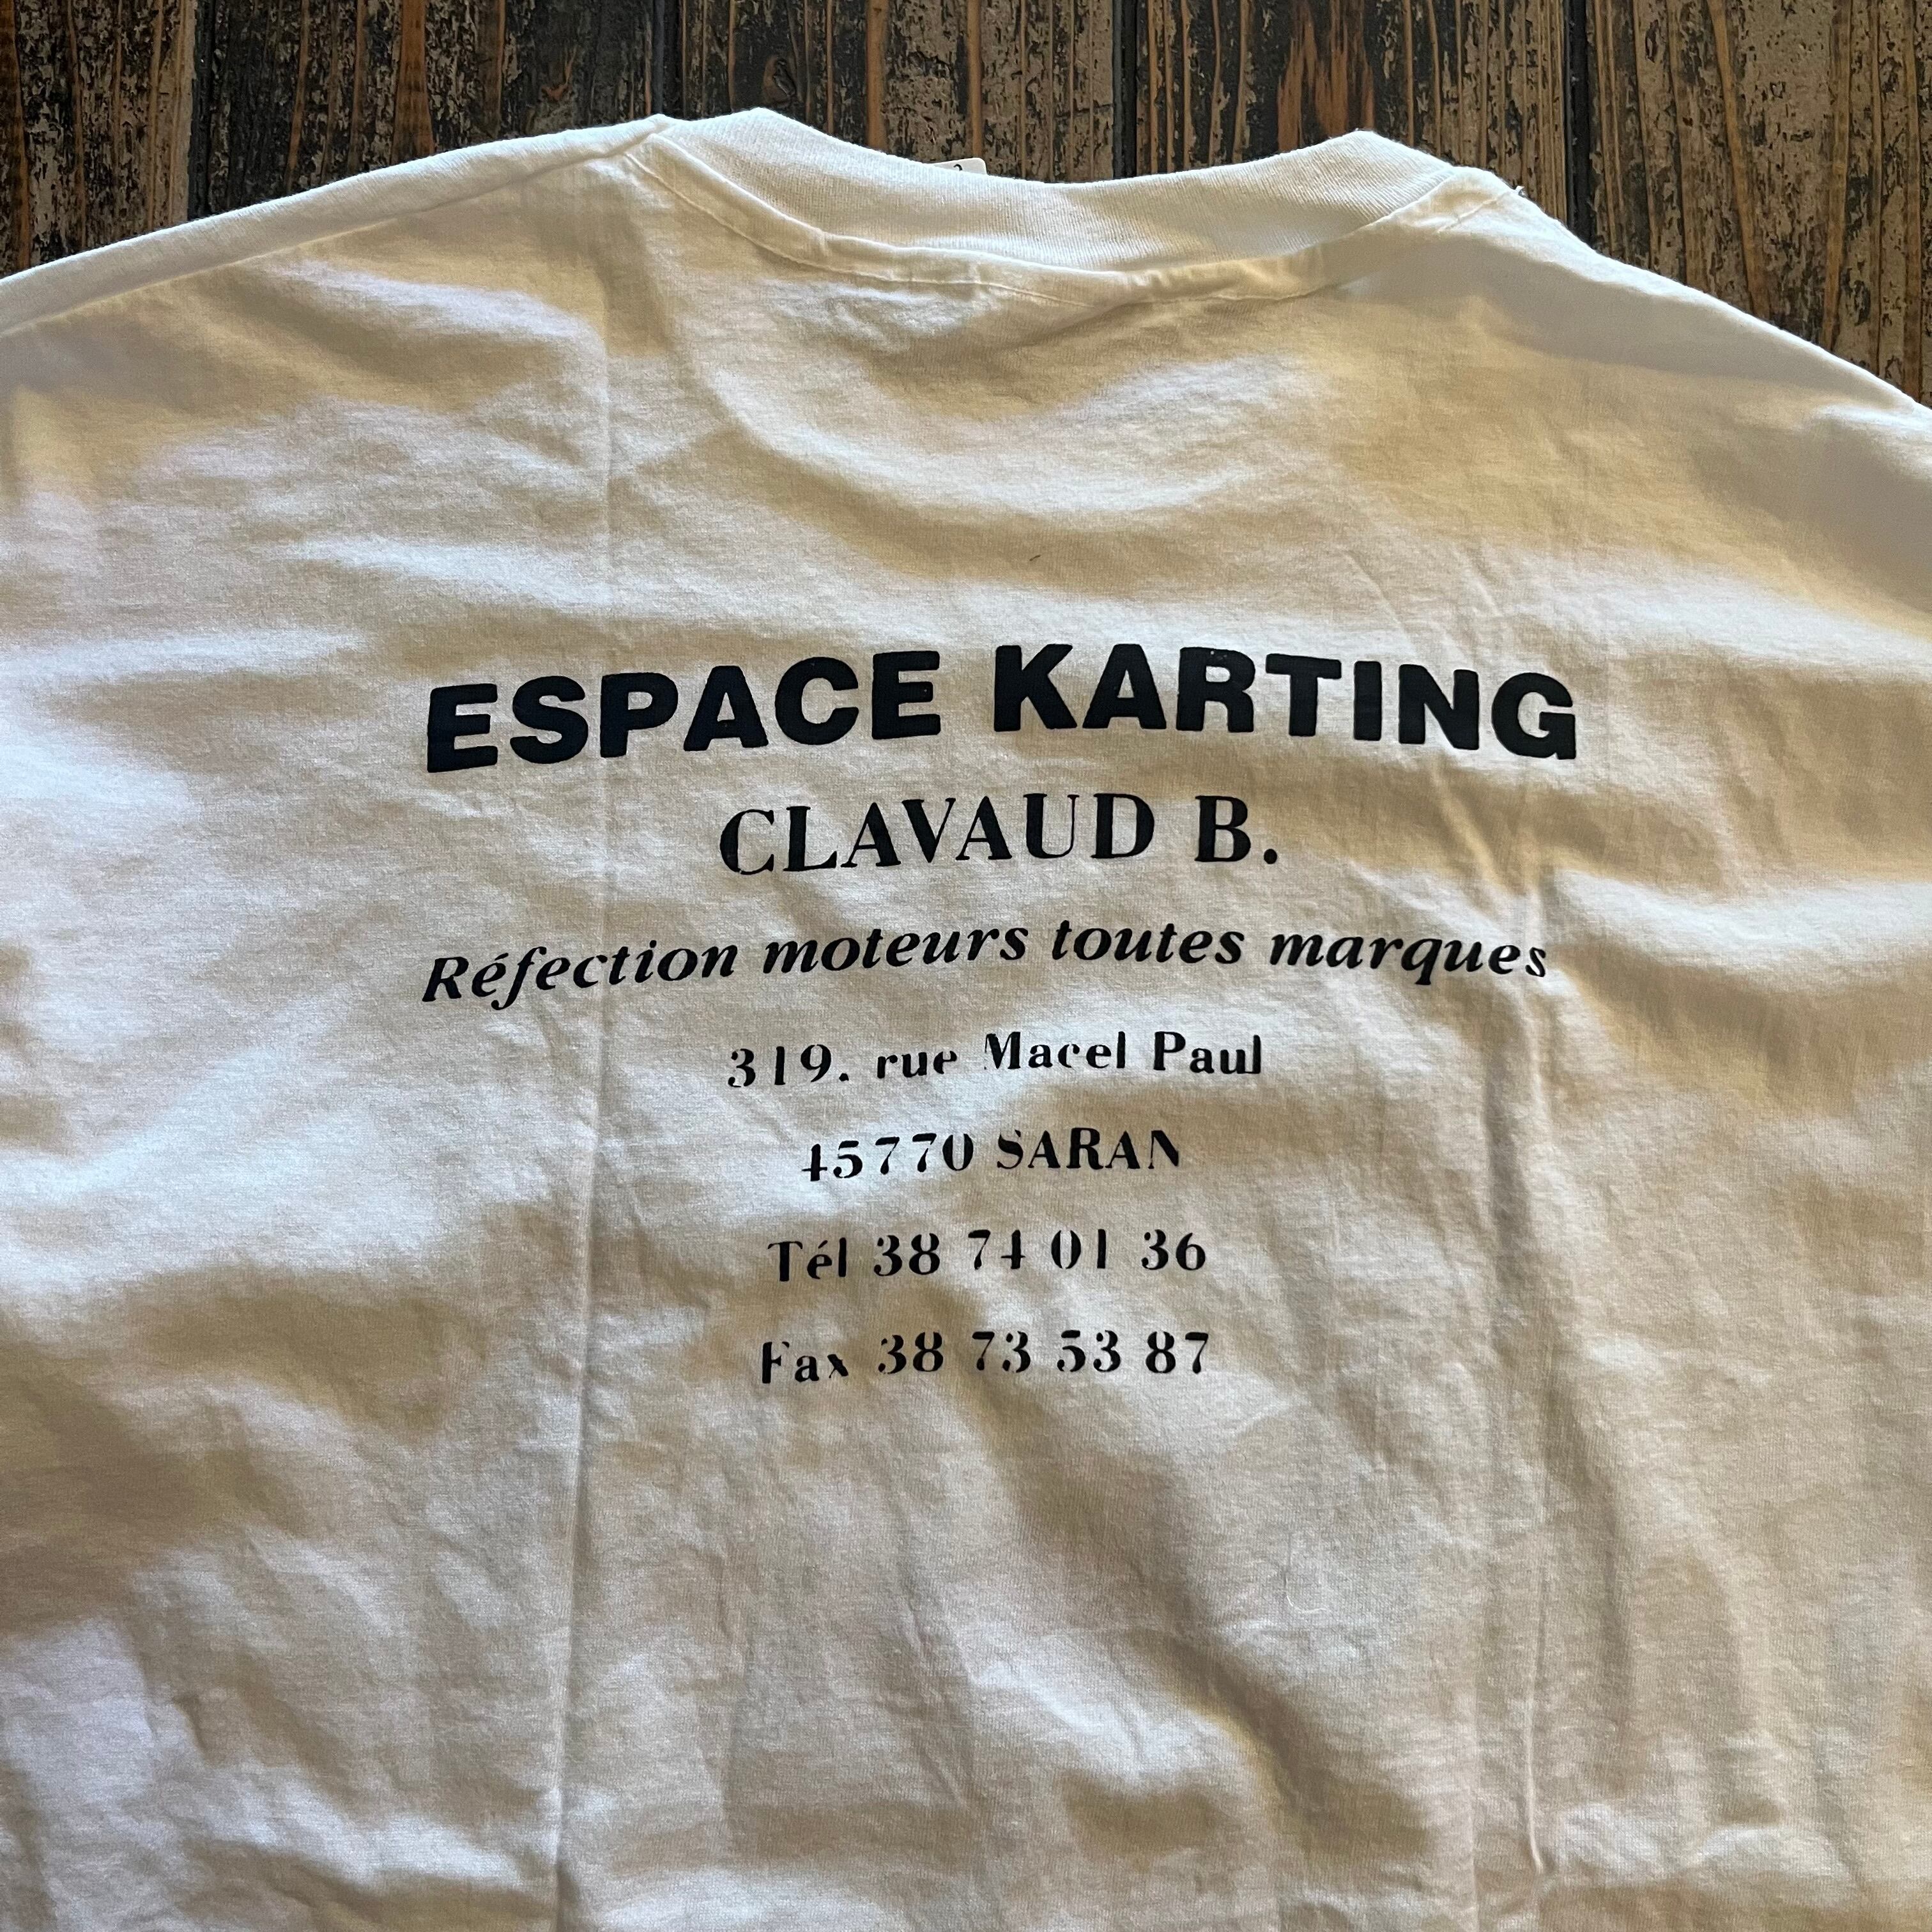 ESPACE KARTING
CLAVAUD B.
Réfection moteurs toutes marques
319. rue Macel Paul
45770 SARAN
Tél 38 74 01 36
Fax 38 73 53 87